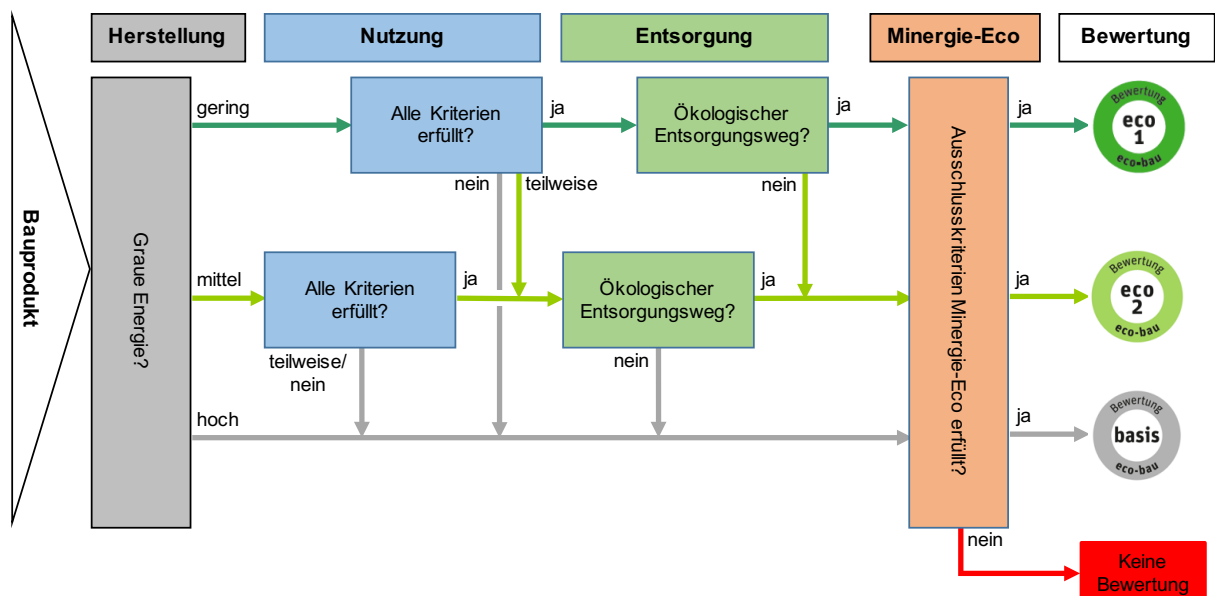 Herstellung
Nutzung
Entsorgung
Minergie-Eco
Bewertung
Bauprodukt
Graue Energie?
gering
Alle Kriterien
erfüllt?
ja
Ökologischer
Entsorgungsweg?
ja
Ausschlusskriterien Minergie-Eco erfüllt?
ja
Bewertung
eco
1
eco-bau
nein
teilweise
nein
mittel
Alle Kriterien
erfüllt?
ja
Ökologischer
Entsorgungsweg?
ja
ja
Bewertung
eco
2
eco-bau
teilweise/
nein
nein
hoch
ja
Bewertung
basis
eco-bau
nein
Keine
Bewertung